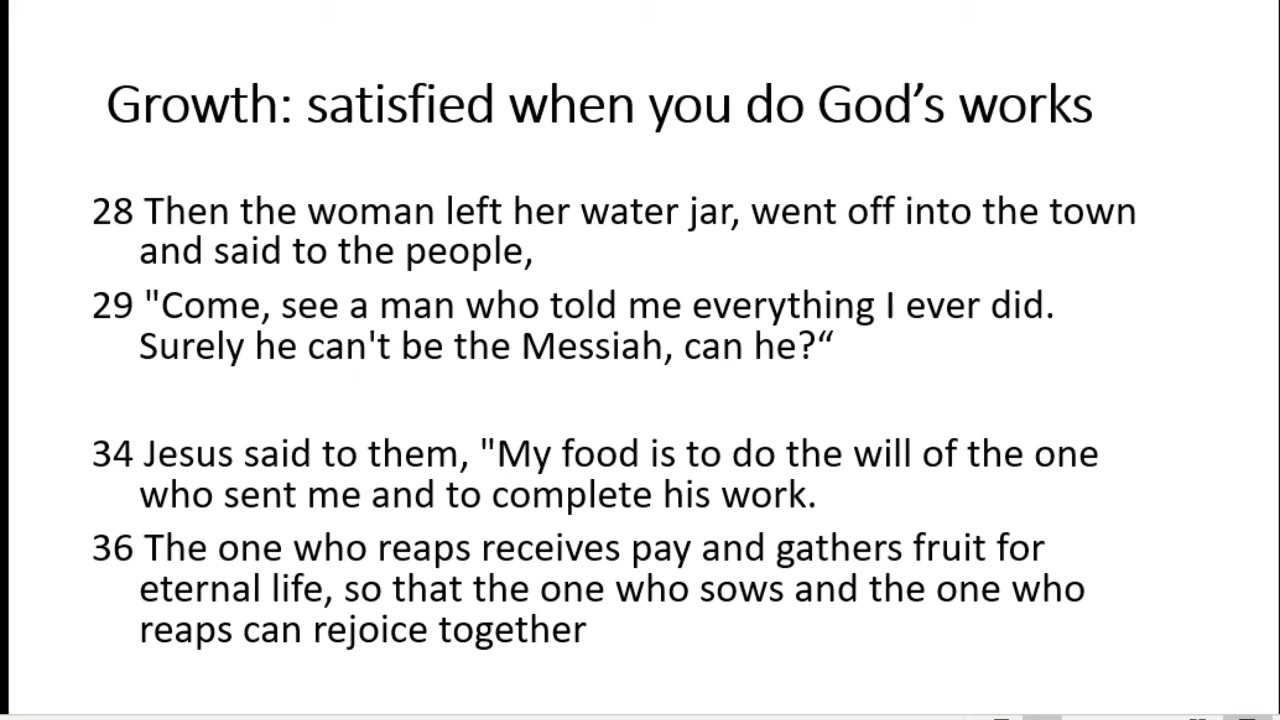 Growth: satisfied when you do God’s works
28 Then the woman left her water jar, went off into the town
and said to the people,
29 "Come, see a man who told me everything I ever did.
Surely he can't be the Messiah, can he?“
34 Jesus said to them, "My food is to do the will of the one
who sent me and to complete his work.
36 The one who reaps receives pay and gathers fruit for
eternal life, so that the one who sows and the one who
reaps can rejoice together